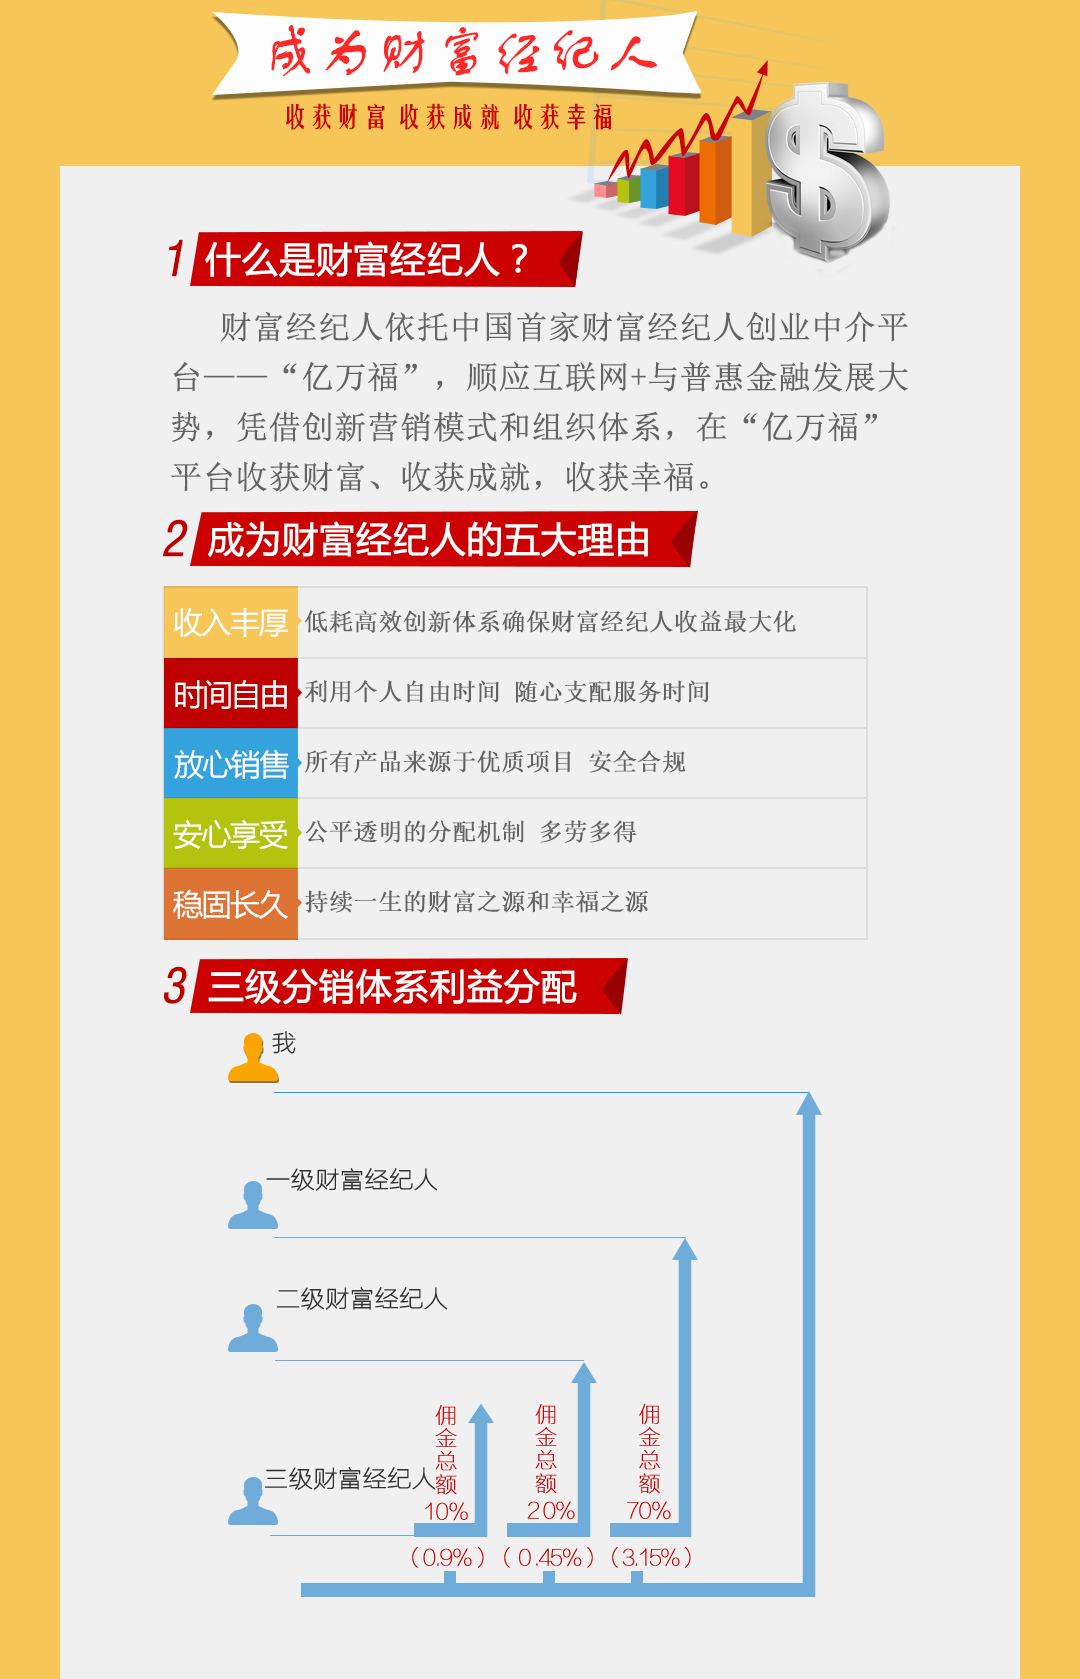 成为财富经纪人
收获财富 收获成就 收获幸福
1 什么是财富经纪人？
财富经纪人依托中国首家财富经纪人创业中介平
台——“亿万福”，顺应互联网+与普惠金融发展大
势，凭借创新营销模式和组织体系，在“亿万福”
平台收获财富、收获成就，收获幸福。
2 成为财富经纪人的五大理由
收入丰厚 低耗高效创新体系确保财富经纪人收益最大化
时间自由 利用个人自由时间 随心支配服务时间
放心销售 所有产品来源于优质项目 安全合规
安心享受 公平透明的分配机制 多劳多得
稳固长久 持续一生的财富之源和幸福之源
3 三级分销体系利益分配
我
一级财富经纪人
二级财富经纪人
三级财富经纪人
佣金总额
10%
佣金总额
20%
佣金总额
70%
（0.9%）（0.45%）（3.15%）